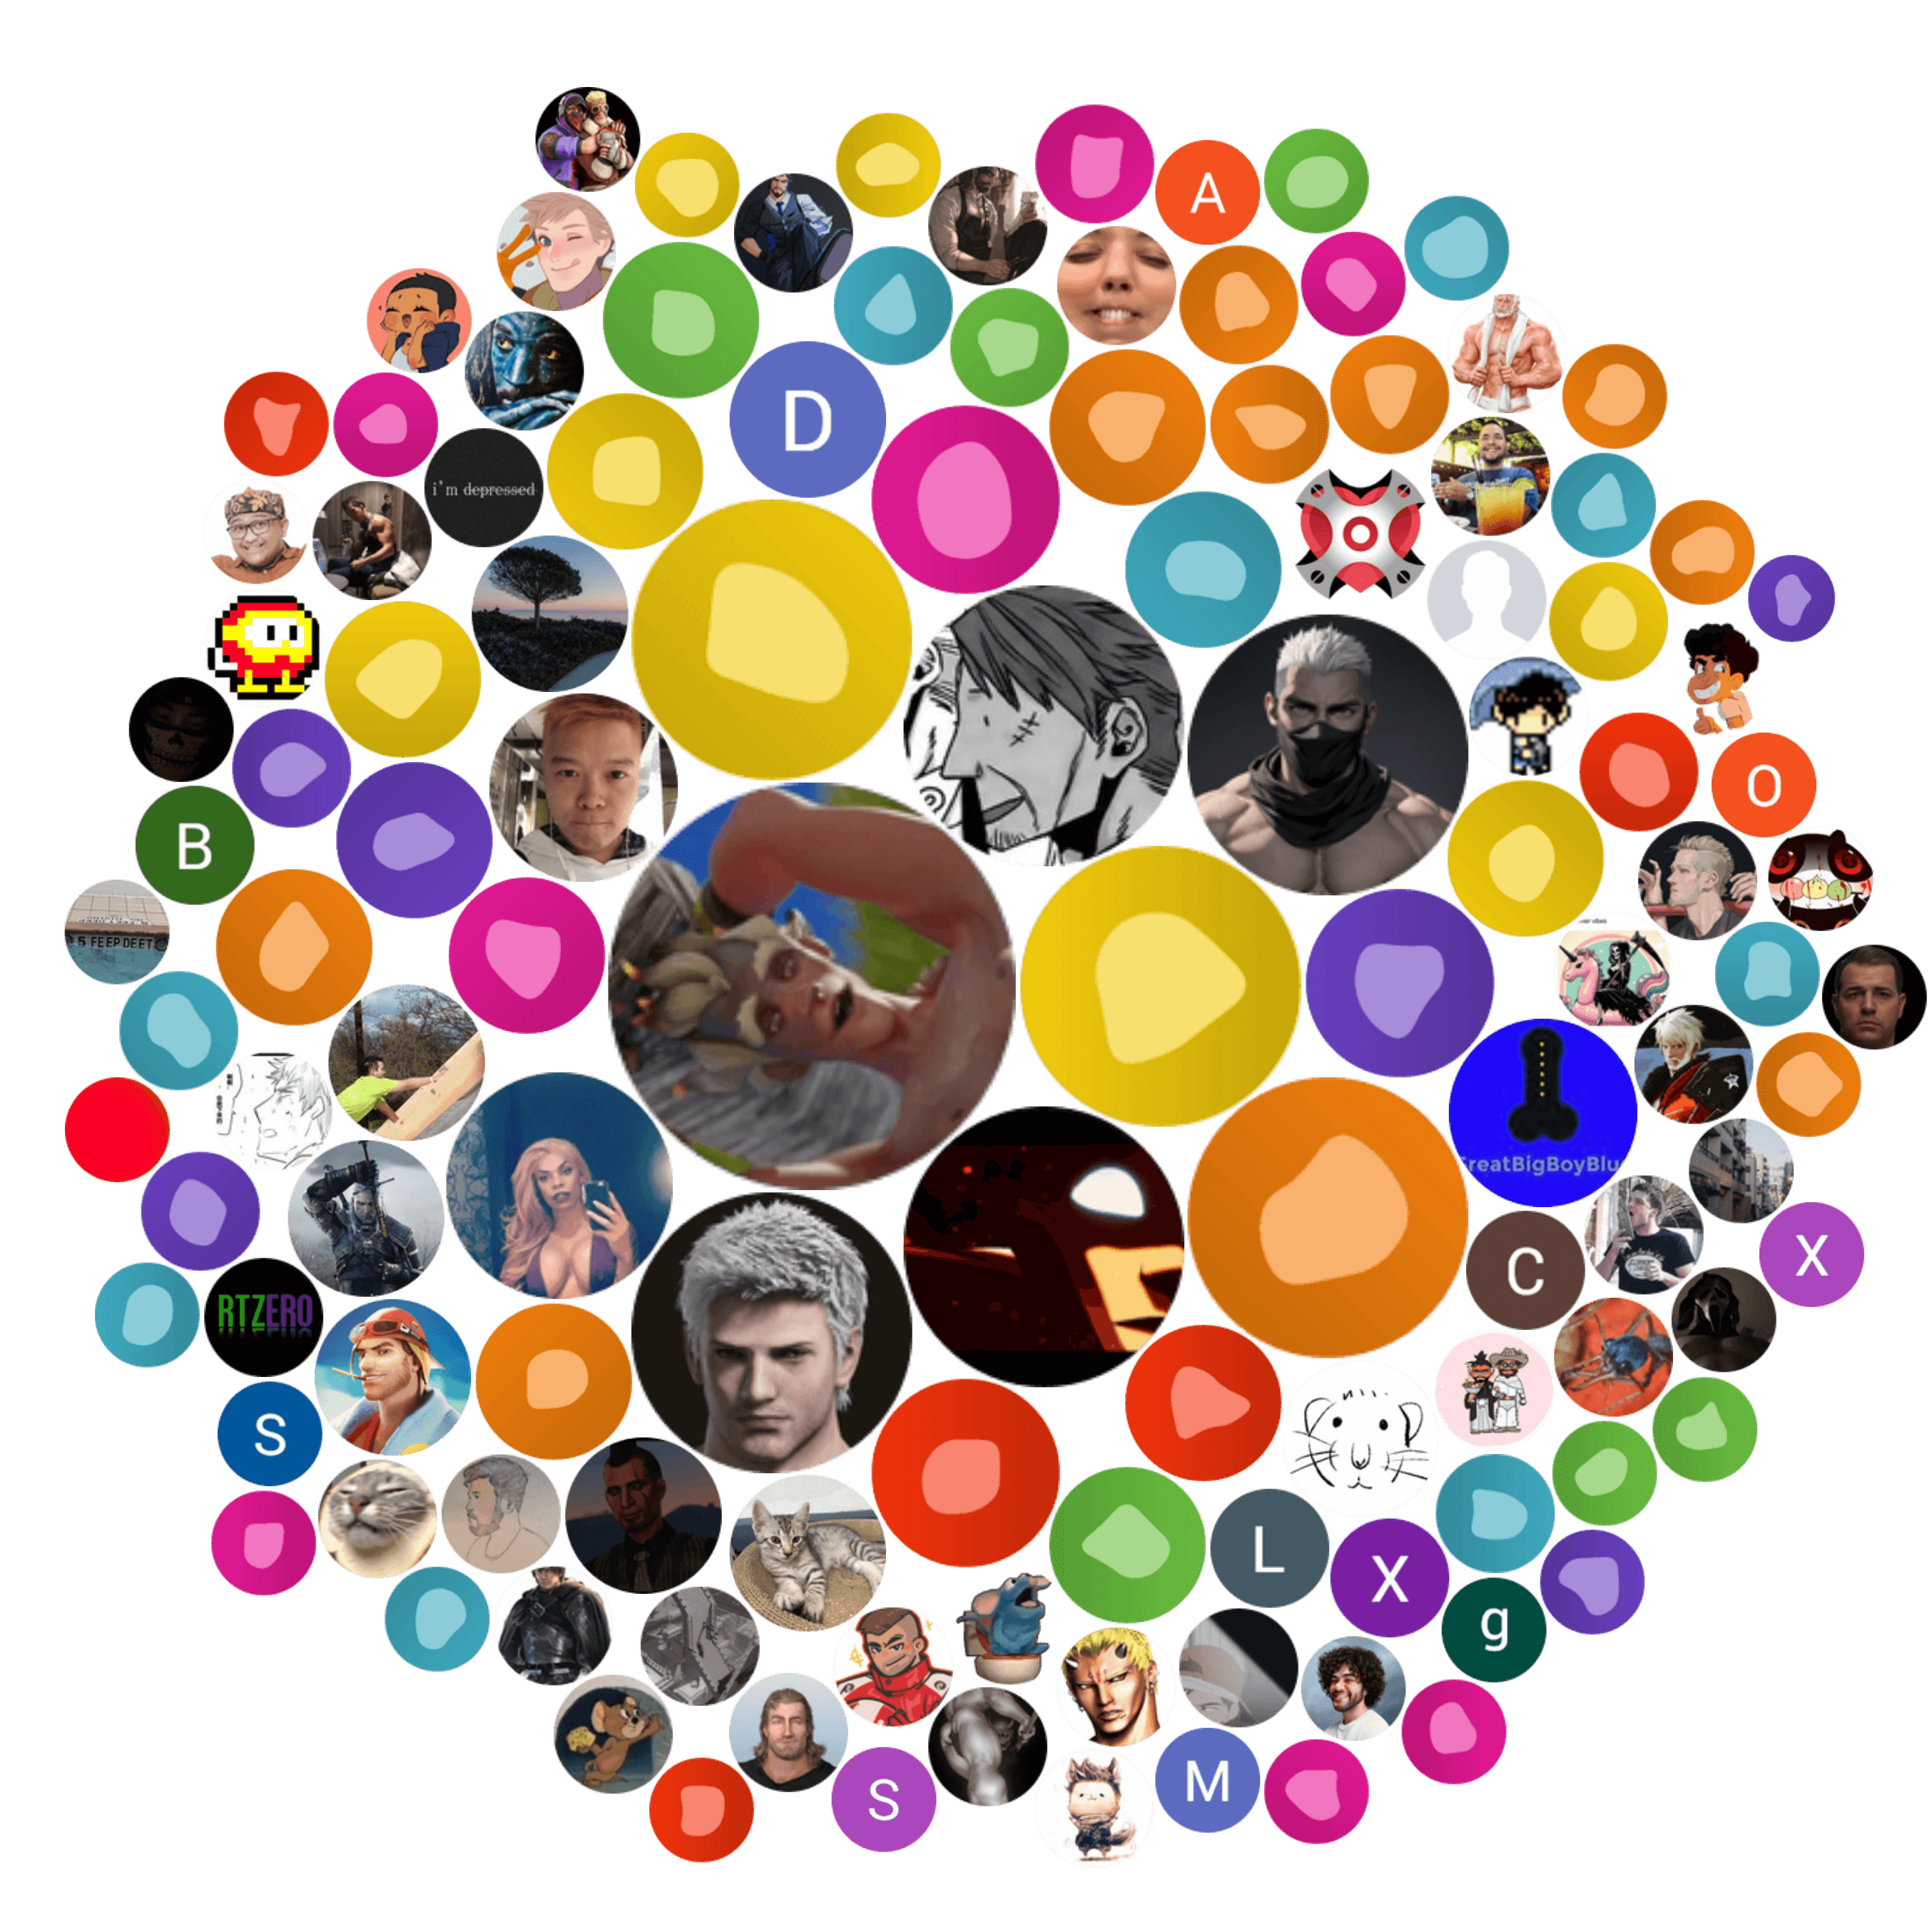 A
D
i'm depressed
O
B
5 FEEP DEET
reatBigBoyBlu
C
X
RTZERO
S
L
X
g
M
S